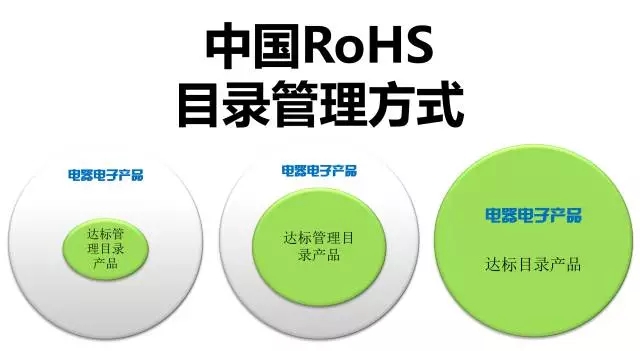 中国RoHS
目录管理方式
电器电子产品
达标管
理目录
产品
电器电子产品
达标管理目
录产品
电器电子产品
达标目录产品